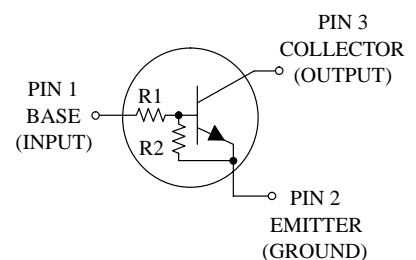 PIN 3
COLLECTOR
(OUTPUT)
PIN 1
BASE
(INPUT)
R1
R2
PIN 2
EMITTER
(GROUND)